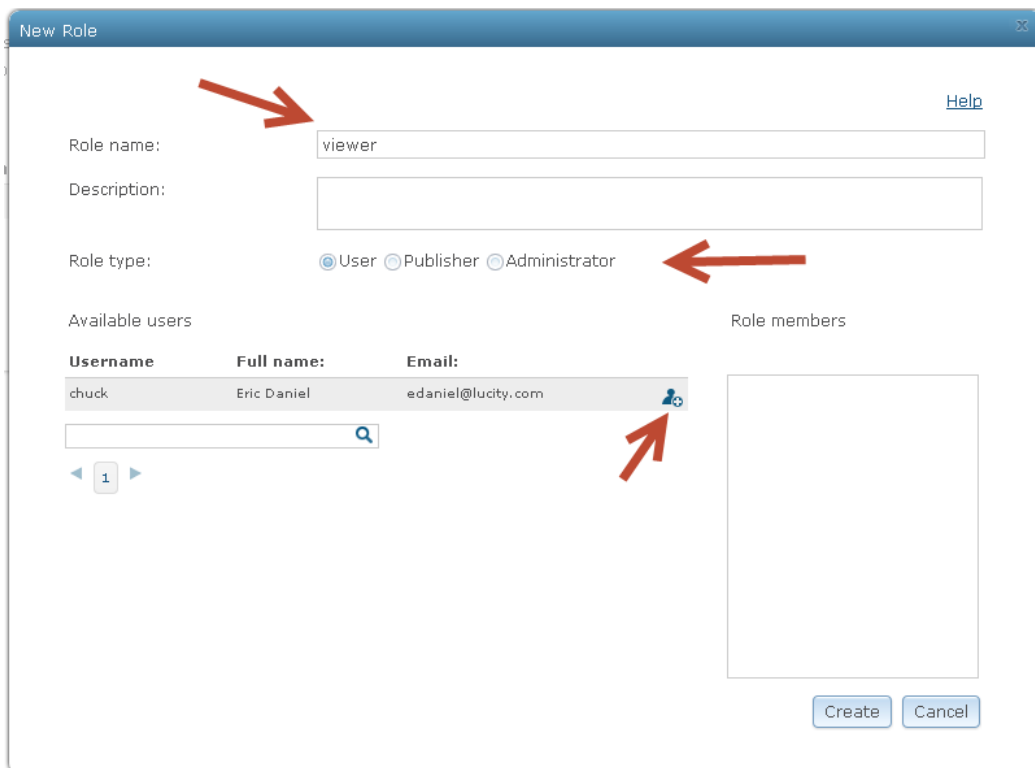 New Role
Help
Role name:
viewer
Description:
Role type:
User Publisher Administrator
Available users
Role members
Username Full name: Email:
chuck Eric Daniel edaniel@lucity.com
1
Create Cancel